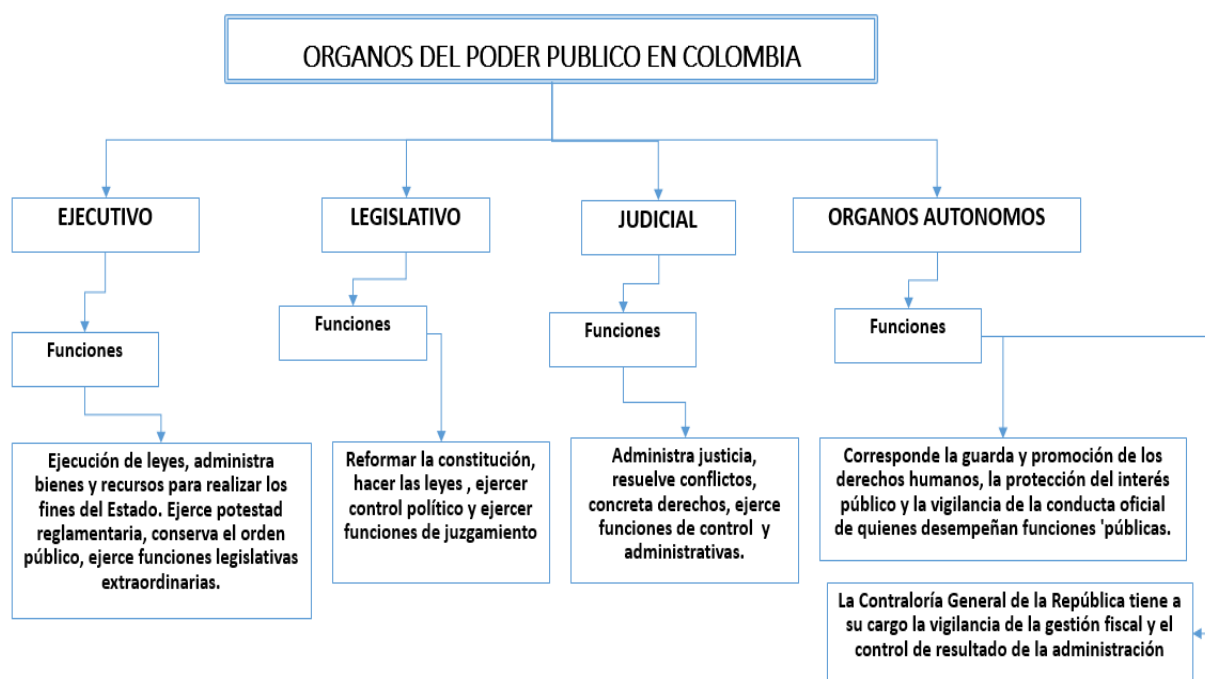 ORGANOS DEL PODER PUBLICO EN COLOMBIA
EJECUTIVO
LEGISLATIVO
JUDICIAL
ORGANOS AUTONOMOS
Funciones
Funciones
Funciones
Funciones
Ejecución de leyes, administra
bienes y recursos para realizar los
fines del Estado. Ejerce potestad
reglamentaria, conserva el orden
público, ejerce funciones legislativas
extraordinarias.
Reformar la constitución,
hacer las leyes , ejercer
control político y ejercer
funciones de juzgamiento
Administra justicia,
resuelve conflictos,
concreta derechos, ejerce
funciones de control y
administrativas.
Corresponde la guarda y promoción de los
derechos humanos, la protección del interés
público y la vigilancia de la conducta oficial
de quienes desempeñan funciones 'públicas.
La Contraloría General de la República tiene a
su cargo la vigilancia de la gestión fiscal y el
control de resultado de la administración